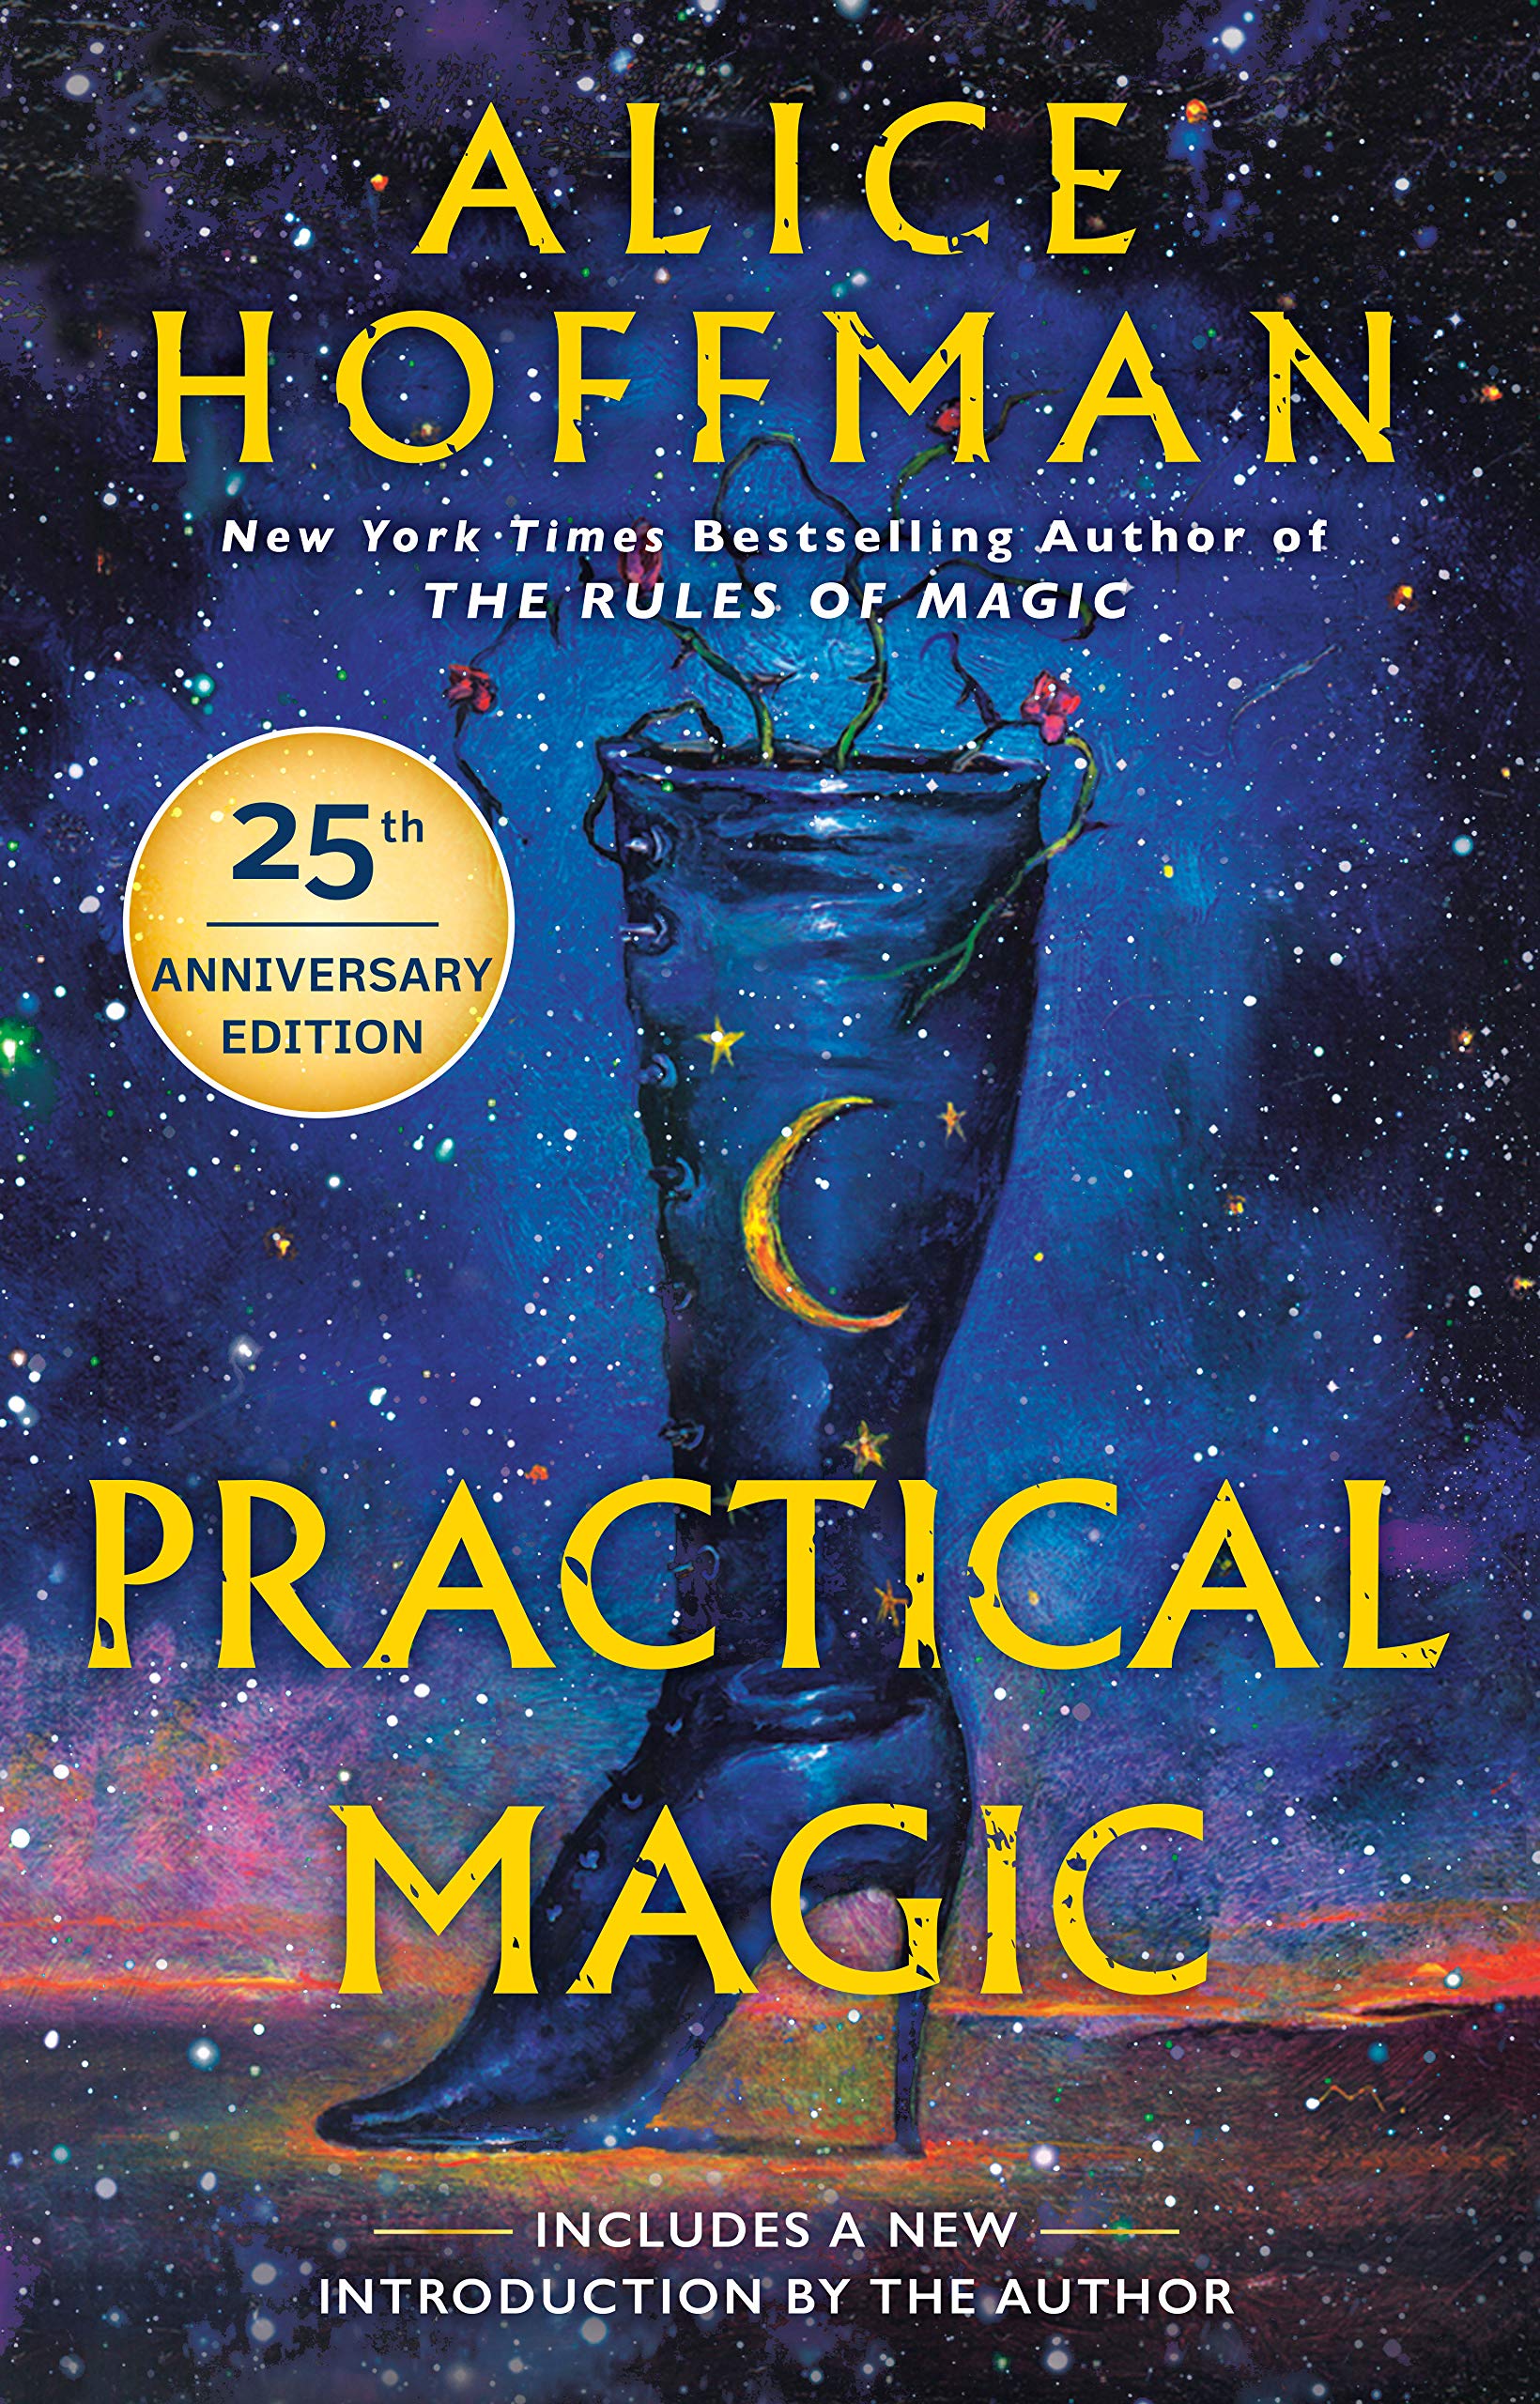 ALICE
HOFFMAN
New York Times Bestselling Author of
THE RULES OF MAGIC
25th
ANNIVERSARY
EDITION
PRACTICAL
MAGIC
INCLUDES A NEW
INTRODUCTION BY THE AUTHOR